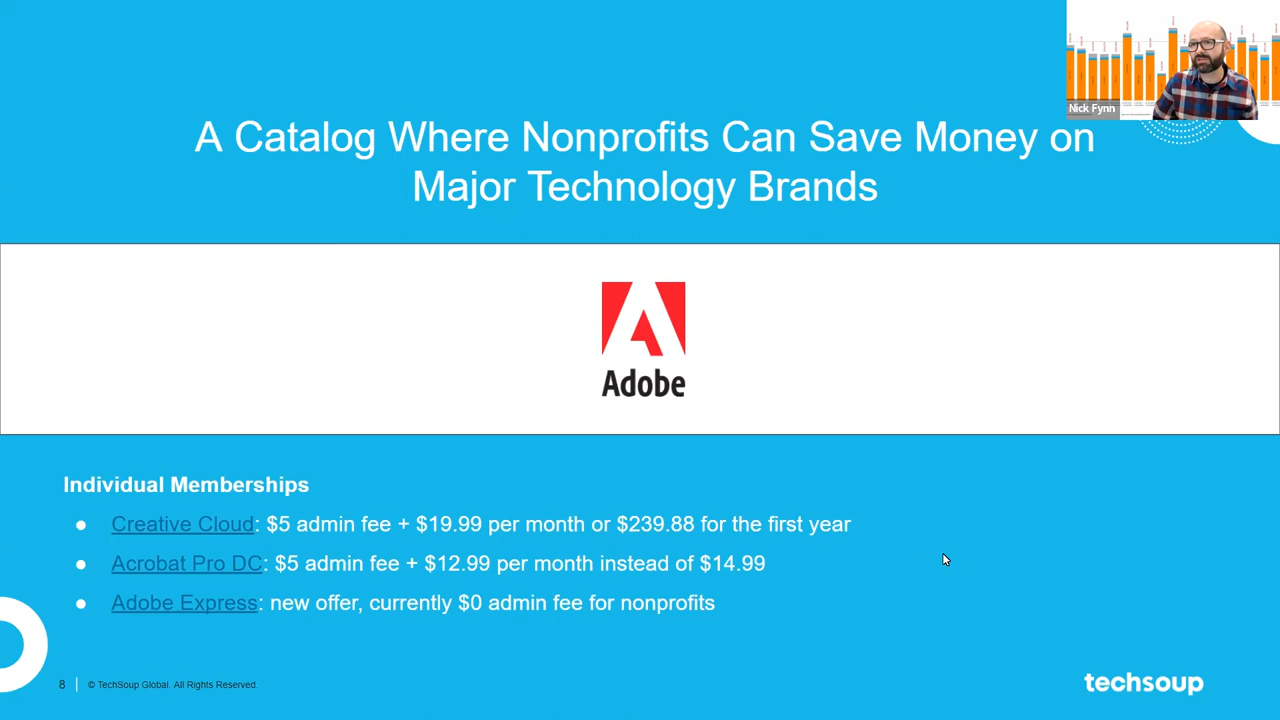 Nick Fynn
A Catalog Where Nonprofits Can Save Money on
Major Technology Brands
Adobe
Individual Memberships
● Creative Cloud: $5 admin fee + $19.99 per month or $239.88 for the first year
● Acrobat Pro DC: $5 admin fee + $12.99 per month instead of $14.99
● Adobe Express: new offer, currently $0 admin fee for nonprofits
8
© TechSoup Global. All Rights Reserved.
techsoup